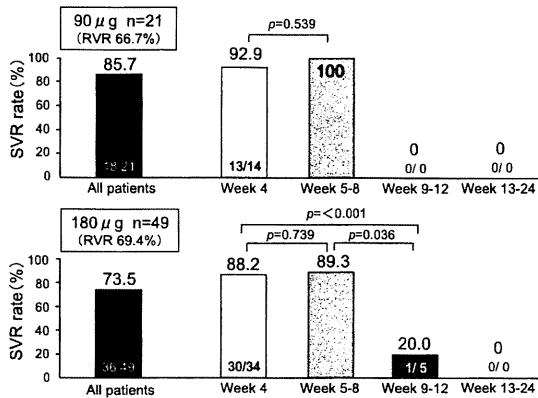 90 μg n=21
(RVR 66.7%)
p=0.539
SVR rate (%)
100
80
60
40
20
0
85.7
18/21
92.9
13/14
100
0
0/ 0
0
0/ 0
All patients
Week 4
Week 5-8
Week 9-12
Week 13-24
180 μg n=49
(RVR 69.4%)
p=<0.001
p=0.739
p=0.036
SVR rate (%)
100
80
60
40
20
0
73.5
36/49
88.2
30/34
89.3
20.0
1/ 5
0
0/ 0
All patients
Week 4
Week 5-8
Week 9-12
Week 13-24